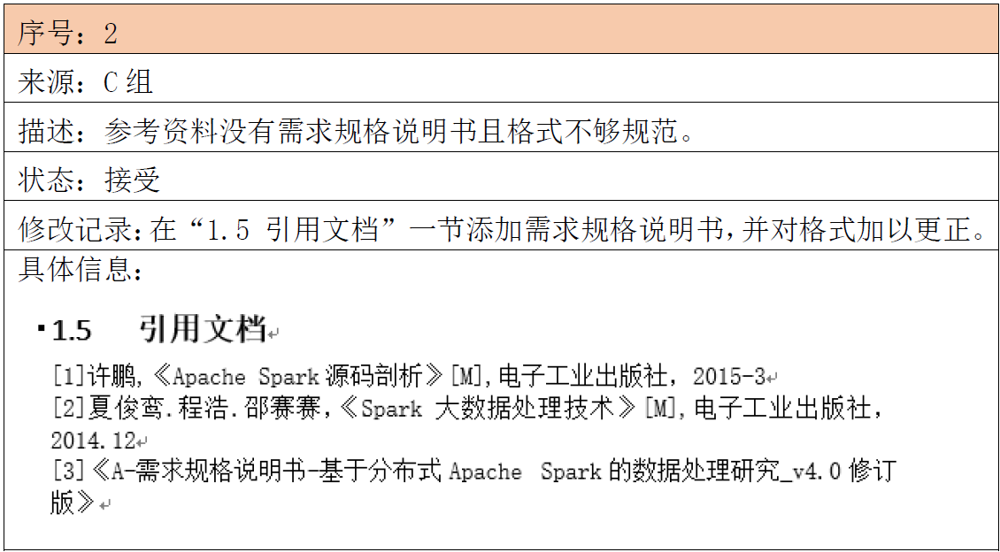 序号：2
来源：C 组
描述：参考资料没有需求规格说明书且格式不够规范。
状态：接受
修改记录：在“1.5 引用文档”一节添加需求规格说明书，并对格式加以更正。
具体信息：
▪1.5 引用文档↵
[1]许鹏,《Apache Spark 源码剖析》[M],电子工业出版社，2015-3↵
[2]夏俊鸾.程浩.邵赛赛，《Spark 大数据处理技术》[M],电子工业出版社，
2014.12↵
[3]《A-需求规格说明书-基于分布式 Apache Spark 的数据处理研究_v4.0 修订
版》↵